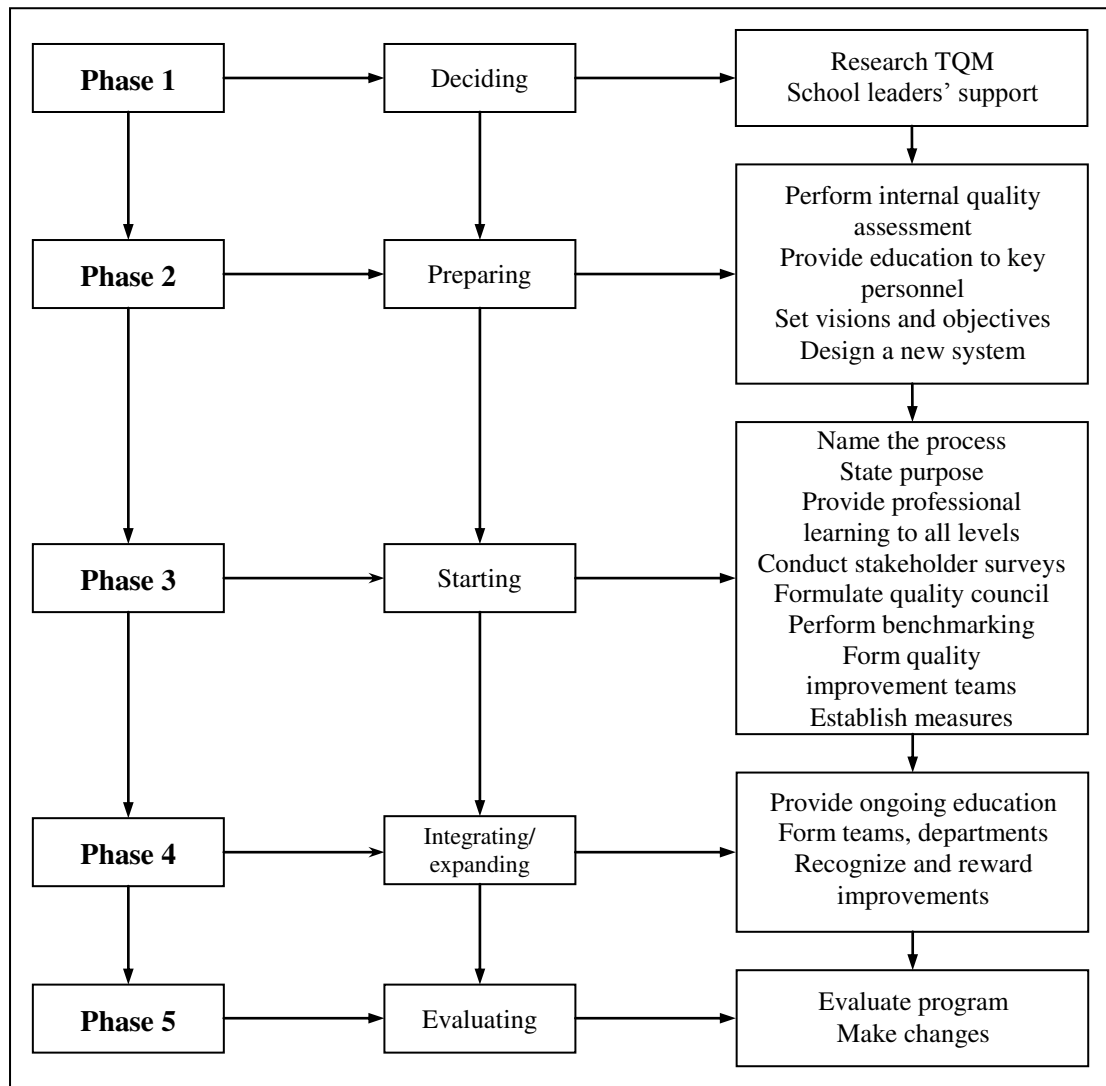 Phase 1
Deciding
Research TQM
School leaders’ support
Phase 2
Preparing
Perform internal quality
assessment
Provide education to key
personnel
Set visions and objectives
Design a new system
Phase 3
Starting
Name the process
State purpose
Provide professional
learning to all levels
Conduct stakeholder surveys
Formulate quality council
Perform benchmarking
Form quality
improvement teams
Establish measures
Phase 4
Integrating/
expanding
Provide ongoing education
Form teams, departments
Recognize and reward
improvements
Phase 5
Evaluating
Evaluate program
Make changes